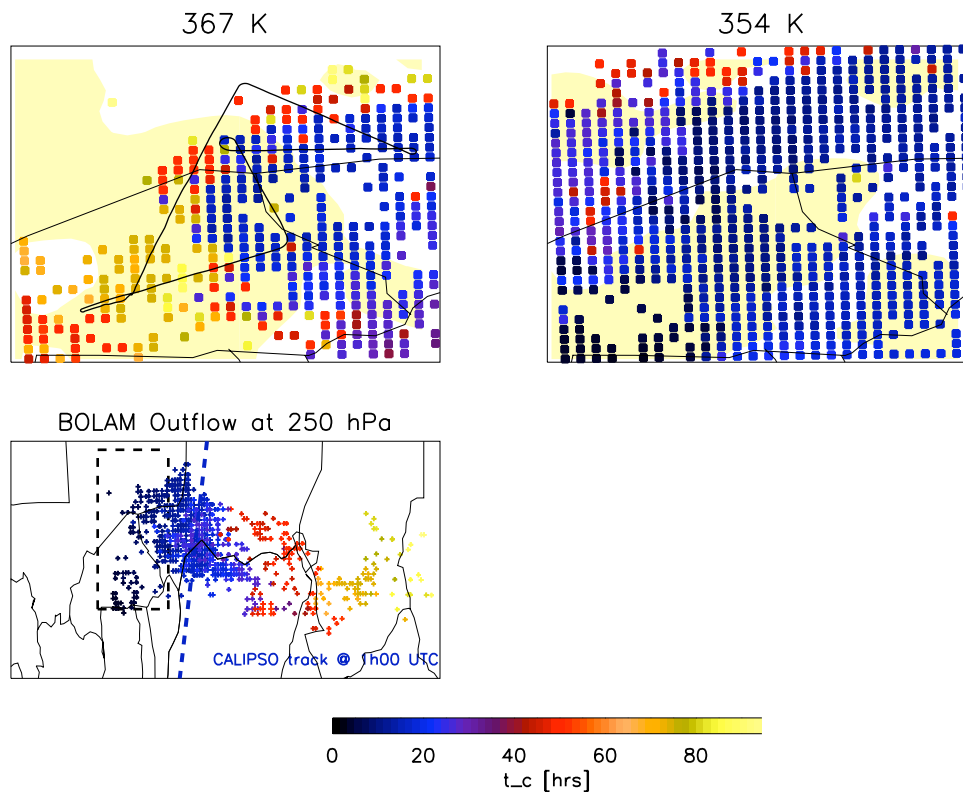 367 K
354 K
BOLAM Outflow at 250 hPa
CALIPSO track @ 1h00 UTC
0 20 40 60 80
t_c [hrs]